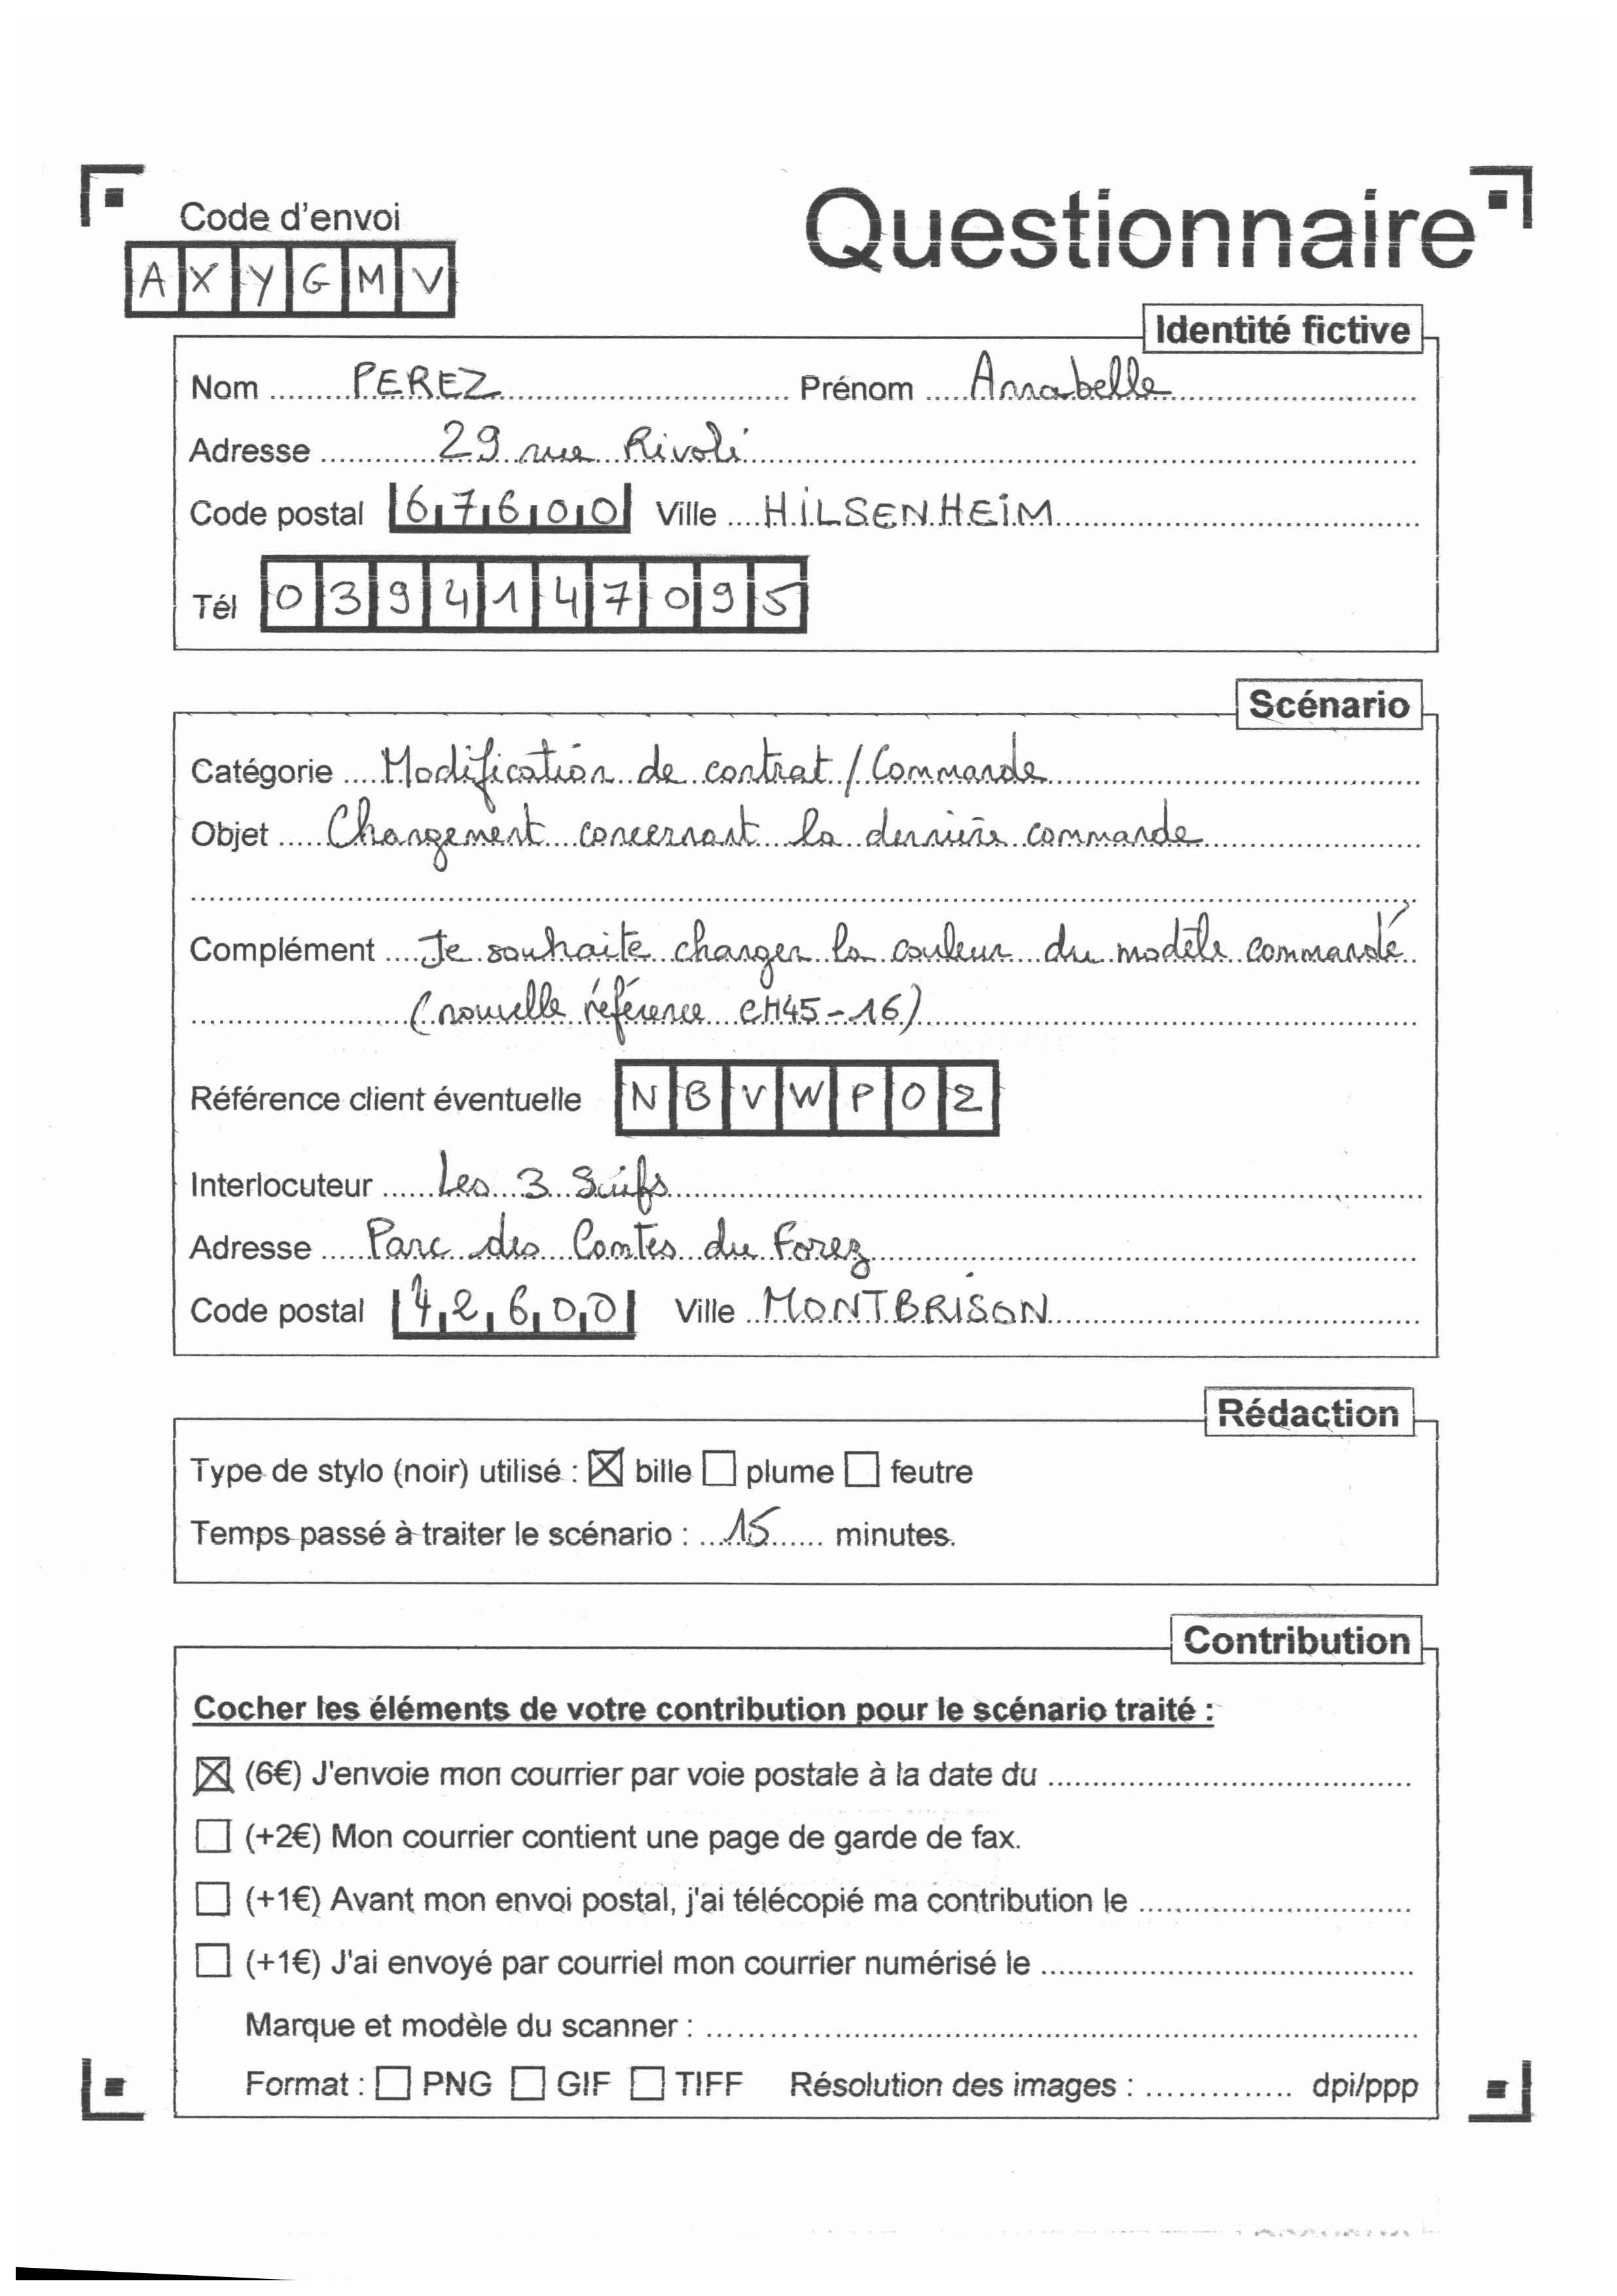 Code d'envoi
AXYGMV
Questionnaire
Identité fictive
Nom PEREZ Prénom Annabelle
Adresse 29 rue Rivoli
Code postal 67600 Ville HILSENHEIM
Tél 0394147095
Scénario
Catégorie Modification de contrat / Commande
Objet Changement concernant la dernière commande
Complément Je souhaite changer la couleur du modèle commandé
(nouvelle référence CH45-16)
Référence client éventuelle NBVWP02
Interlocuteur Les 3 Suifs
Adresse Parc des Comtes du Forez
Code postal 42600 Ville MONTBRISON
Rédaction
Type de stylo (noir) utilisé : ☒ bille ☐ plume ☐ feutre
Temps passé à traiter le scénario : 15 minutes.
Contribution
Cocher les éléments de votre contribution pour le scénario traité :
☒ (6€) J'envoie mon courrier par voie postale à la date du
☐ (+2€) Mon courrier contient une page de garde de fax.
☐ (+1€) Avant mon envoi postal, j'ai télécopié ma contribution le
☐ (+1€) J'ai envoyé par courriel mon courrier numérisé le
Marque et modèle du scanner :
Format : ☐ PNG ☐ GIF ☐ TIFF Résolution des images : dpi/ppp